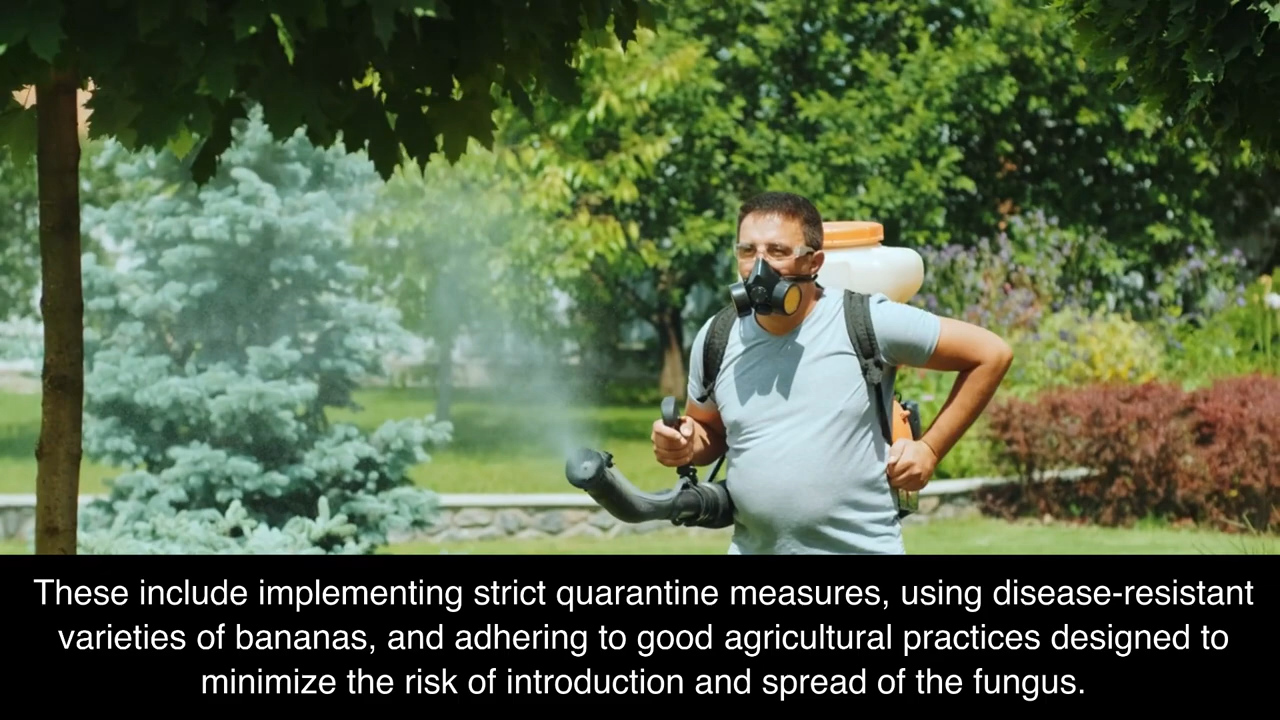 These include implementing strict quarantine measures, using disease-resistant
varieties of bananas, and adhering to good agricultural practices designed to
minimize the risk of introduction and spread of the fungus.